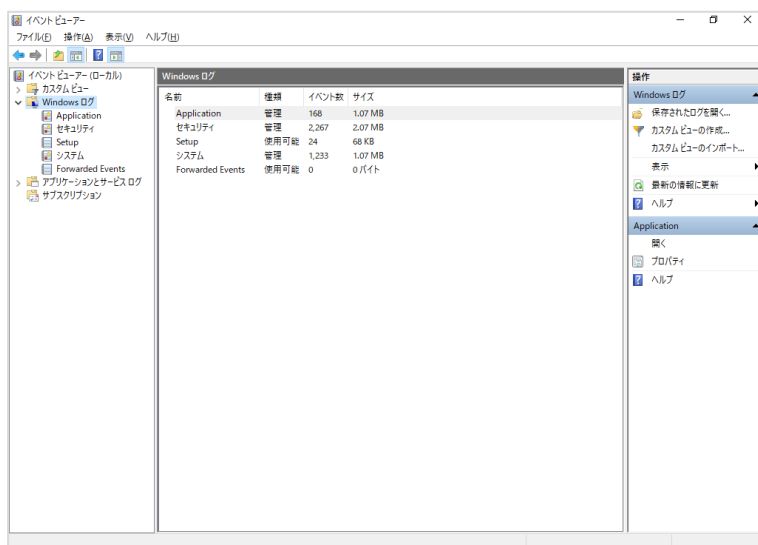 イベント ビューアー
ファイル(F) 操作(A) 表示(V) ヘルプ(H)
イベント ビューアー (ローカル)
カスタム ビュー
Windows ログ
Application
セキュリティ
Setup
システム
Forwarded Events
アプリケーションとサービス ログ
サブスクリプション
Windows ログ
名前 種類 イベント数 サイズ
Application 管理 168 1.07 MB
セキュリティ 管理 2,267 2.07 MB
Setup 使用可能 24 68 KB
システム 管理 1,233 1.07 MB
Forwarded Events 使用可能 0 0 バイト
操作
Windows ログ
保存されたログを開く...
カスタム ビューの作成...
カスタム ビューのインポート...
表示
最新の情報に更新
ヘルプ
Application
開く
プロパティ
ヘルプ